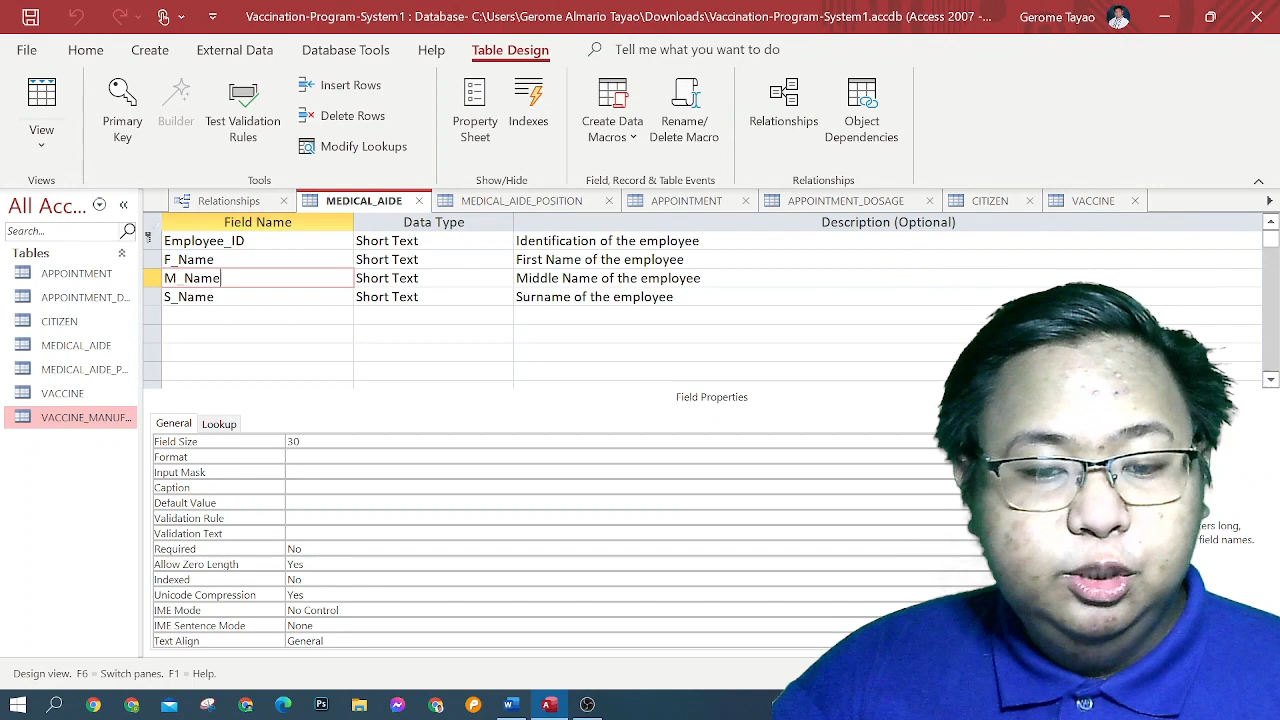 Vaccination-Program-System1 : Database- C:\Users\Gerome Almario Tayao\Downloads\Vaccination-Program-System1.accdb (Access 2007 -...
Gerome Tayao
File
Home
Create
External Data
Database Tools
Help
Table Design
Tell me what you want to do
View
Primary Key
Builder
Test Validation Rules
Insert Rows
Delete Rows
Modify Lookups
Property Sheet
Indexes
Create Data Macros
Rename/ Delete Macro
Relationships
Object Dependencies
Views
Tools
Show/Hide
Field, Record & Table Events
Relationships
All Acc...
Search...
Tables
APPOINTMENT
APPOINTMENT_D...
CITIZEN
MEDICAL_AIDE
MEDICAL_AIDE_P...
VACCINE
VACCINE_MANUF...
Relationships
MEDICAL_AIDE
MEDICAL_AIDE_POSITION
APPOINTMENT
APPOINTMENT_DOSAGE
CITIZEN
VACCINE
Field Name Data Type Description (Optional)
Employee_ID Short Text Identification of the employee
F_Name Short Text First Name of the employee
M_Name Short Text Middle Name of the employee
S_Name Short Text Surname of the employee
Field Properties
General Lookup
Field Size 30
Format
Input Mask
Caption
Default Value
Validation Rule
Validation Text
Required No
Allow Zero Length Yes
Indexed No
Unicode Compression Yes
IME Mode No Control
IME Sentence Mode None
Text Align General
long,
field names.
Design view. F6 = Switch panes. F1 = Help.